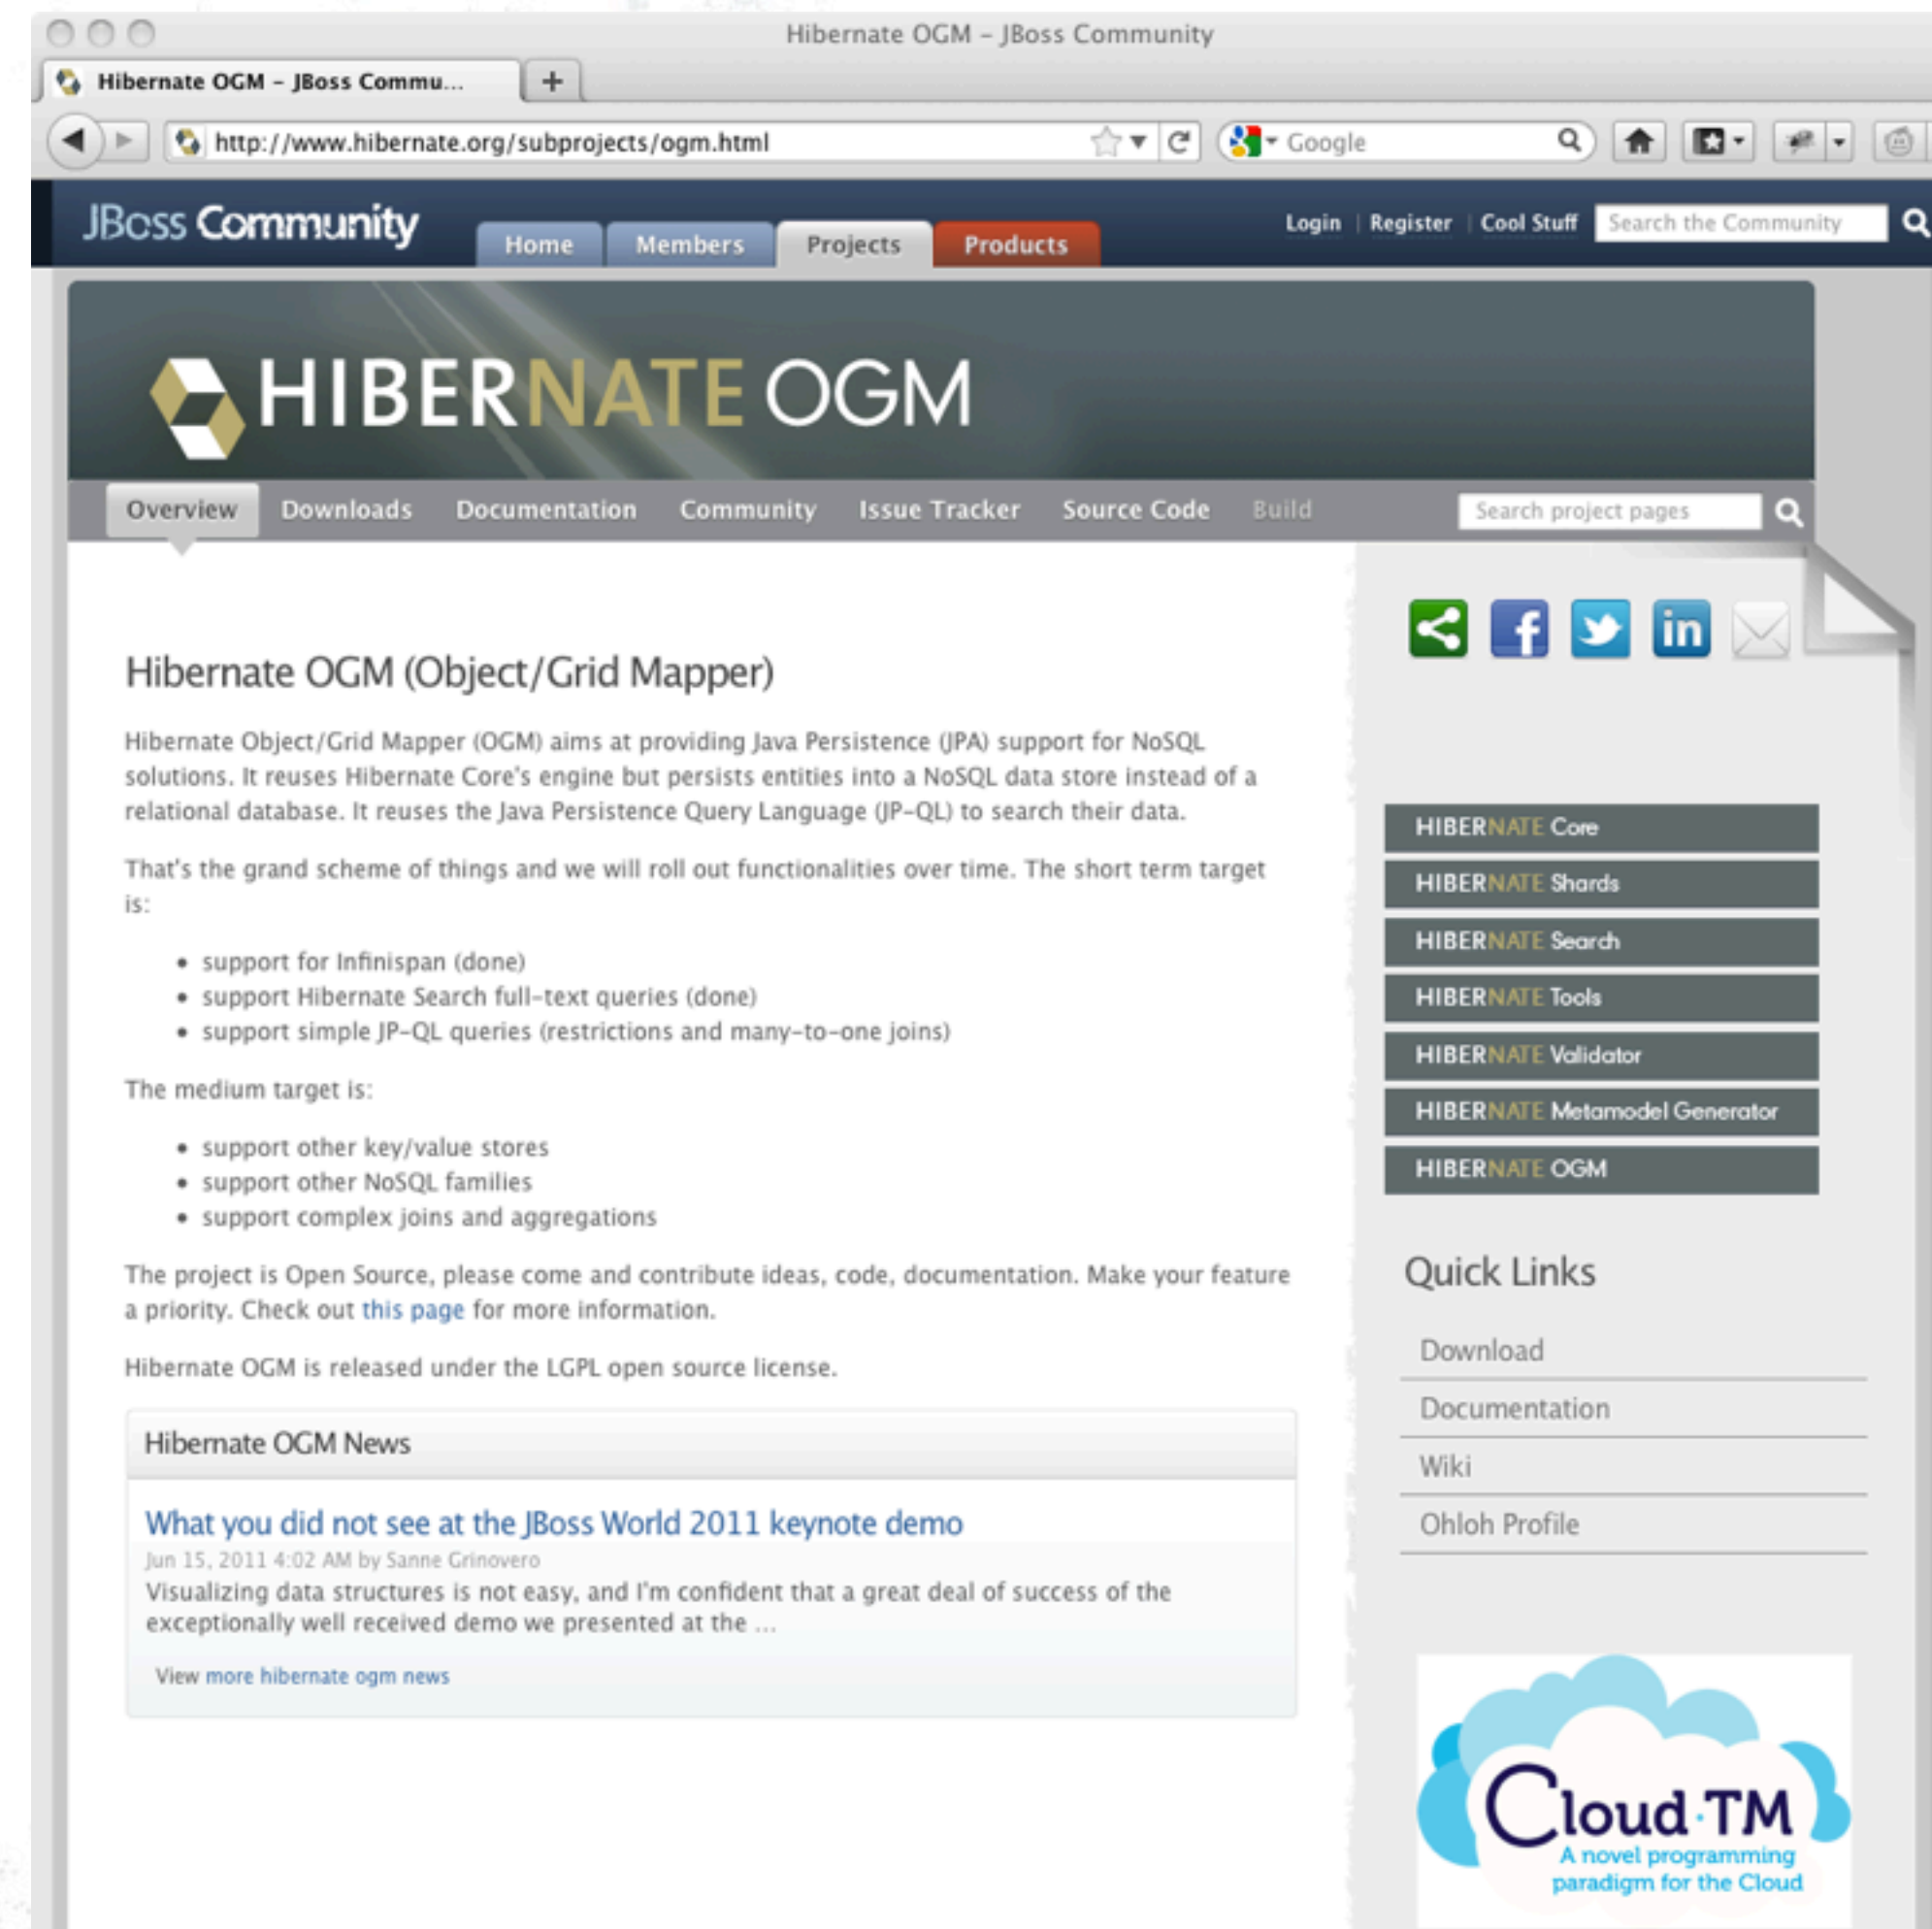 Hibernate OGM – JBoss Community
Hibernate OGM – JBoss Commu...
http://www.hibernate.org/subprojects/ogm.html
Google
JBoss Community
Home
Members
Projects
Products
Login
Register
Cool Stuff
Search the Community
HIBERNATE OGM
Overview
Downloads
Documentation
Community
Issue Tracker
Source Code
Build
Search project pages
Hibernate OGM (Object/Grid Mapper)
Hibernate Object/Grid Mapper (OGM) aims at providing Java Persistence (JPA) support for NoSQL
solutions. It reuses Hibernate Core's engine but persists entities into a NoSQL data store instead of a
relational database. It reuses the Java Persistence Query Language (JP-QL) to search their data.
That's the grand scheme of things and we will roll out functionalities over time. The short term target
is:
• support for Infinispan (done)
• support Hibernate Search full-text queries (done)
• support simple JP-QL queries (restrictions and many-to-one joins)
The medium target is:
• support other key/value stores
• support other NoSQL families
• support complex joins and aggregations
The project is Open Source, please come and contribute ideas, code, documentation. Make your feature
a priority. Check out this page for more information.
Hibernate OGM is released under the LGPL open source license.
Hibernate OGM News
What you did not see at the JBoss World 2011 keynote demo
Jun 15, 2011 4:02 AM by Sanne Grinovero
Visualizing data structures is not easy, and I'm confident that a great deal of success of the
exceptionally well received demo we presented at the ...
View more hibernate ogm news
f
in
HIBERNATE Core
HIBERNATE Shards
HIBERNATE Search
HIBERNATE Tools
HIBERNATE Validator
HIBERNATE Metamodel Generator
HIBERNATE OGM
Quick Links
Download
Documentation
Wiki
Ohloh Profile
Cloud·TM
A novel programming
paradigm for the Cloud